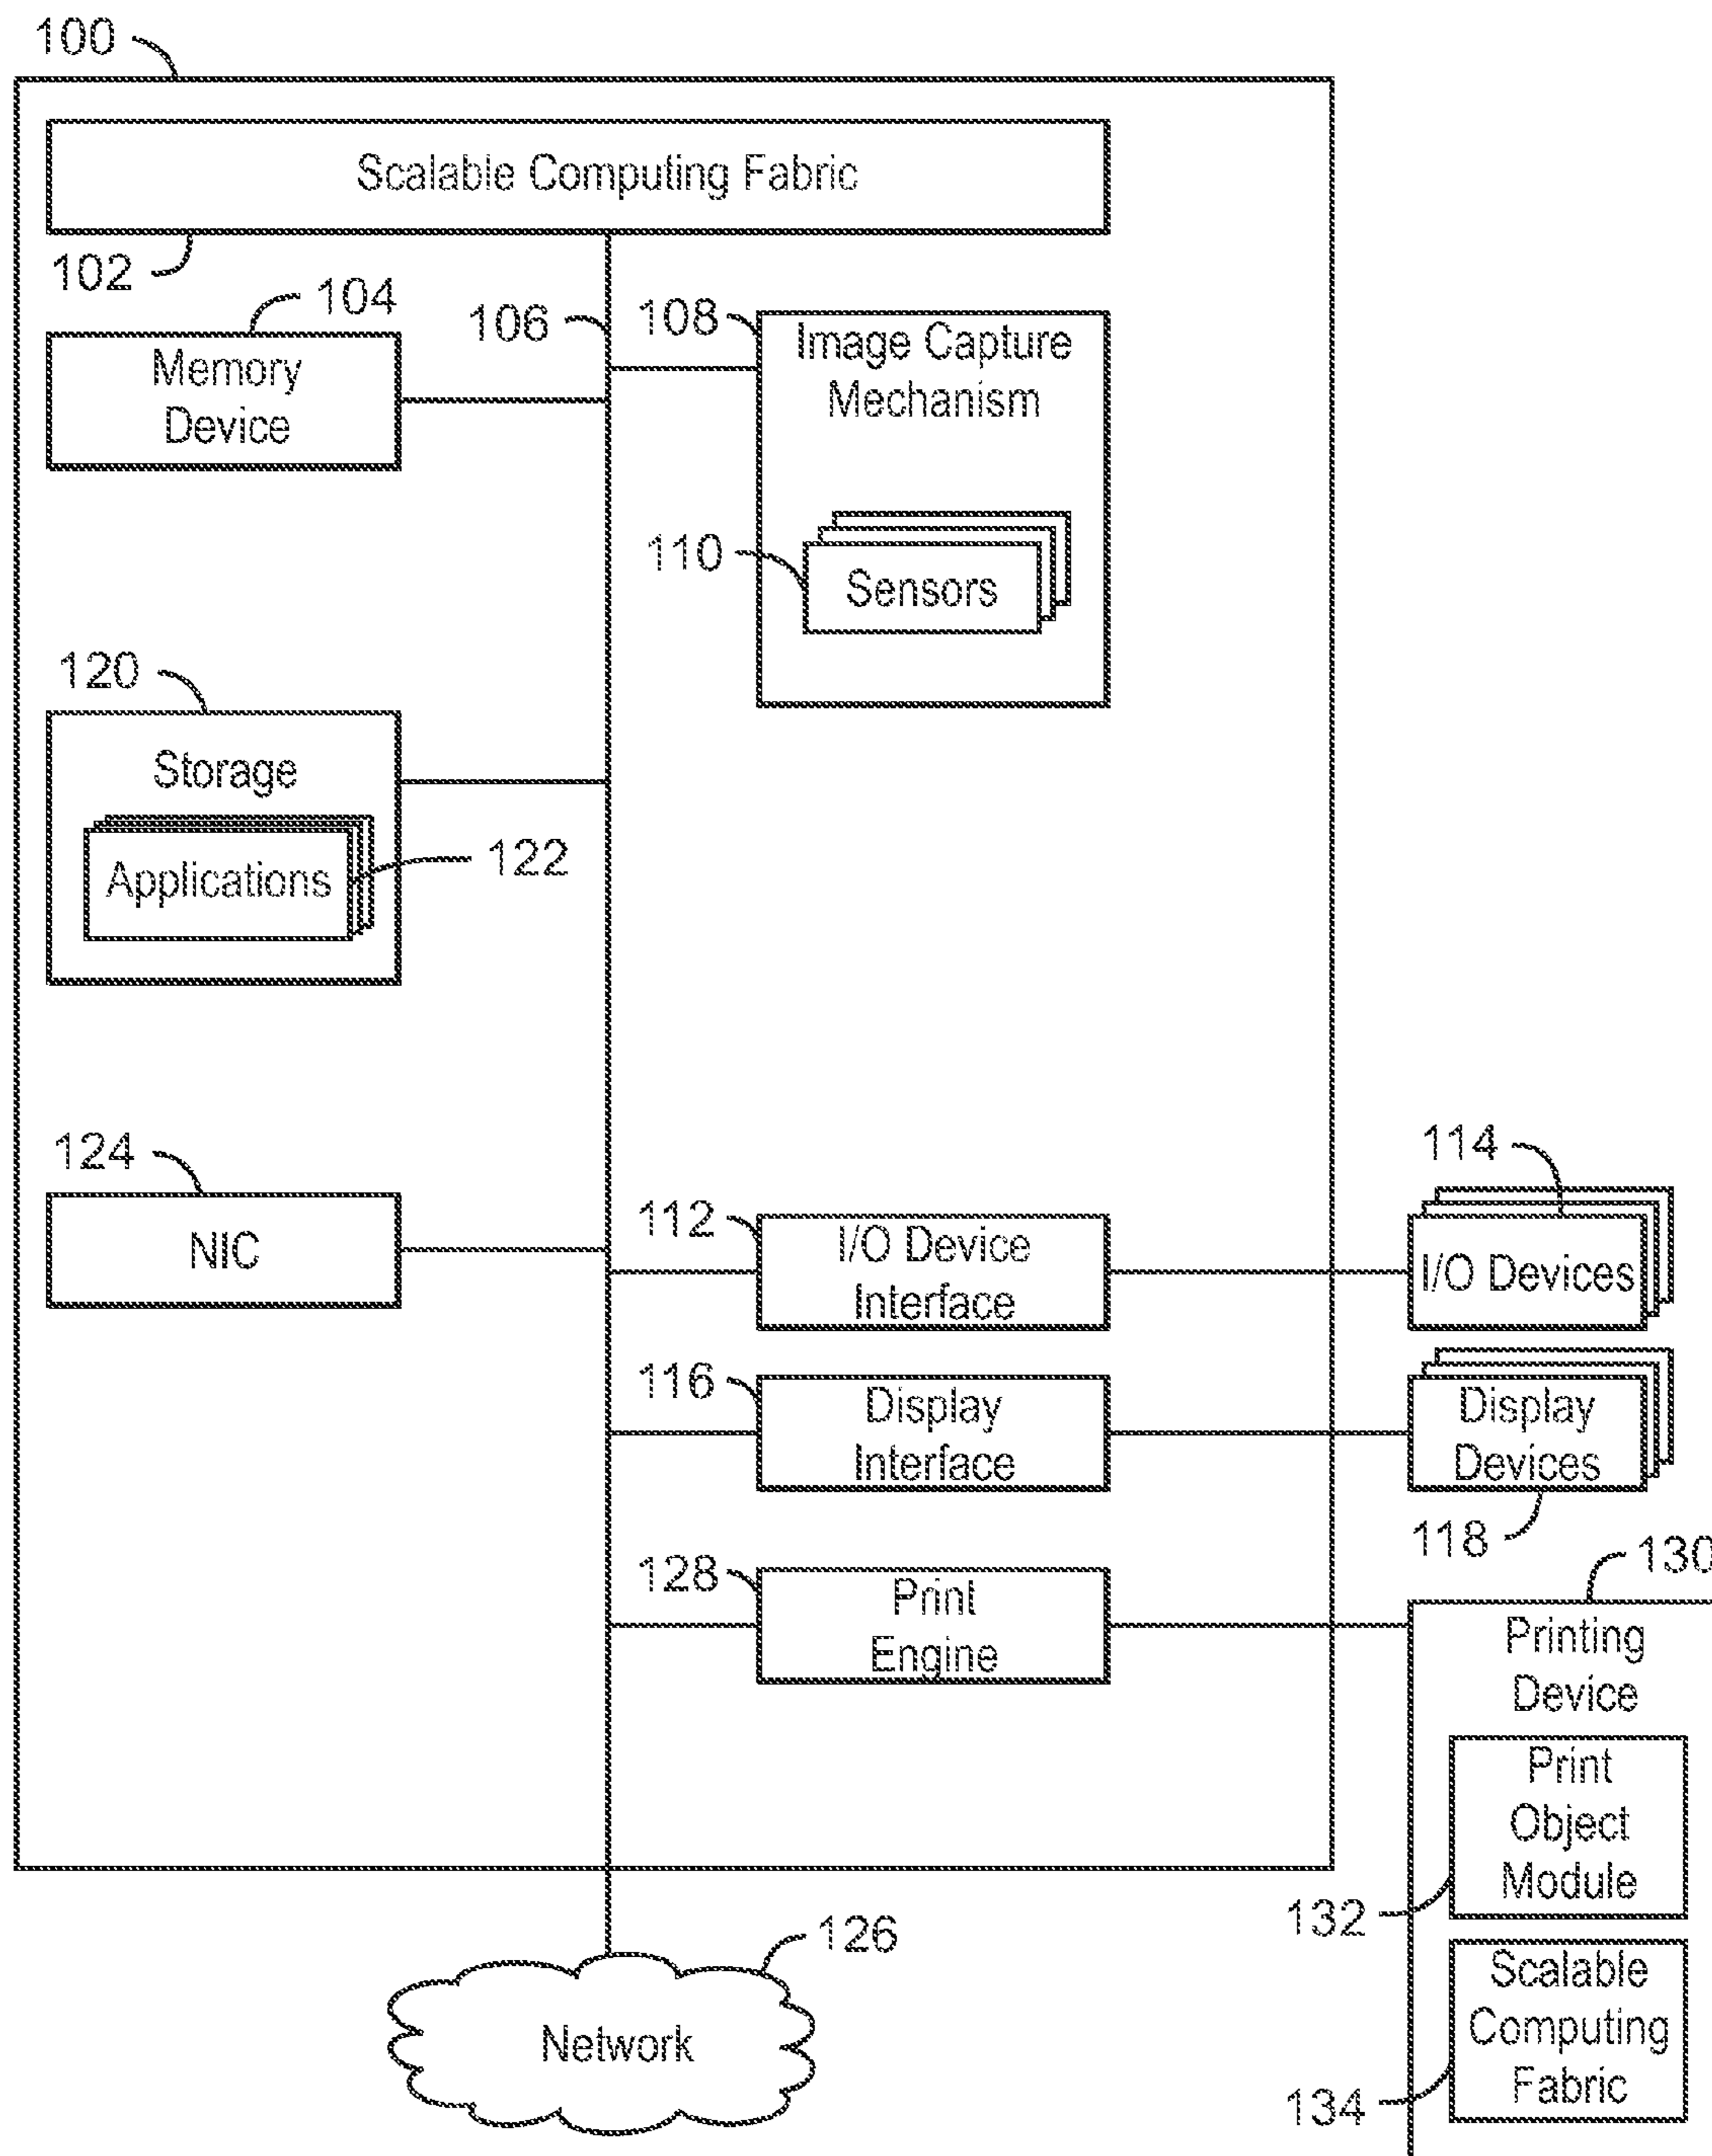 100
Scalable Computing Fabric
102
104
Memory
Device
106
108
Image Capture
Mechanism
110
Sensors
120
Storage
Applications
122
124
NIC
112
I/O Device
Interface
114
I/O Devices
116
Display
Interface
Display
Devices
118
128
Print
Engine
130
Printing
Device
Print
Object
Module
132
Scalable
Computing
Fabric
134
126
Network